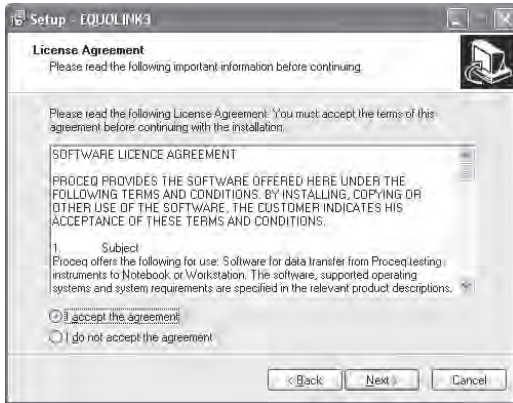 Setup - EQUOLINK3
License Agreement
Please read the following important information before continuing.
Please read the following License Agreement. You must accept the terms of this
agreement before continuing with the installation.
SOFTWARE LICENCE AGREEMENT
PROCEQ PROVIDES THE SOFTWARE OFFERED HERE UNDER THE
FOLLOWING TERMS AND CONDITIONS. BY INSTALLING, COPYING OR
OTHER USE OF THE SOFTWARE, THE CUSTOMER INDICATES HIS
ACCEPTANCE OF THESE TERMS AND CONDITIONS.
1. Subject
Proceq offers the following for use: Software for data transfer from Proceq testing
instruments to Notebook or Workstation. The software, supported operating
systems and system requirements are specified in the relevant product descriptions.
I accept the agreement
I do not accept the agreement
< Back
Next >
Cancel